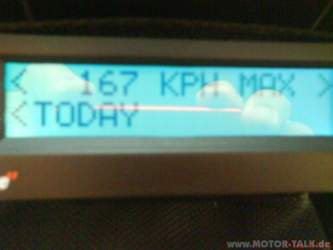 < 167 KPH MAX >
<TODAY
www.MOTOR-TALK.de